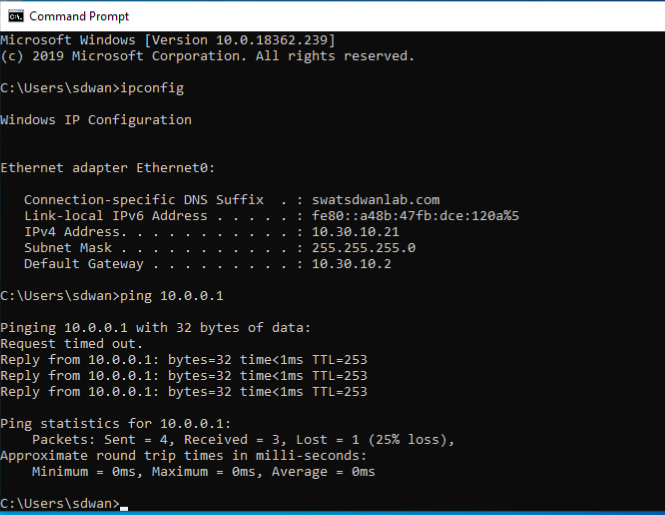 Command Prompt
Microsoft Windows [Version 10.0.18362.239]
(c) 2019 Microsoft Corporation. All rights reserved.
C:\Users\sdwan>ipconfig
Windows IP Configuration
Ethernet adapter Ethernet0:
Connection-specific DNS Suffix  . : swatsdwanlab.com
Link-local IPv6 Address . . . . . : fe80::a48b:47fb:dce:120a%5
IPv4 Address. . . . . . . . . . . : 10.30.10.21
Subnet Mask . . . . . . . . . . . : 255.255.255.0
Default Gateway . . . . . . . . . : 10.30.10.2
C:\Users\sdwan>ping 10.0.0.1
Pinging 10.0.0.1 with 32 bytes of data:
Request timed out.
Reply from 10.0.0.1: bytes=32 time<1ms TTL=253
Reply from 10.0.0.1: bytes=32 time<1ms TTL=253
Reply from 10.0.0.1: bytes=32 time<1ms TTL=253
Ping statistics for 10.0.0.1:
Packets: Sent = 4, Received = 3, Lost = 1 (25% loss),
Approximate round trip times in milli-seconds:
Minimum = 0ms, Maximum = 0ms, Average = 0ms
C:\Users\sdwan>